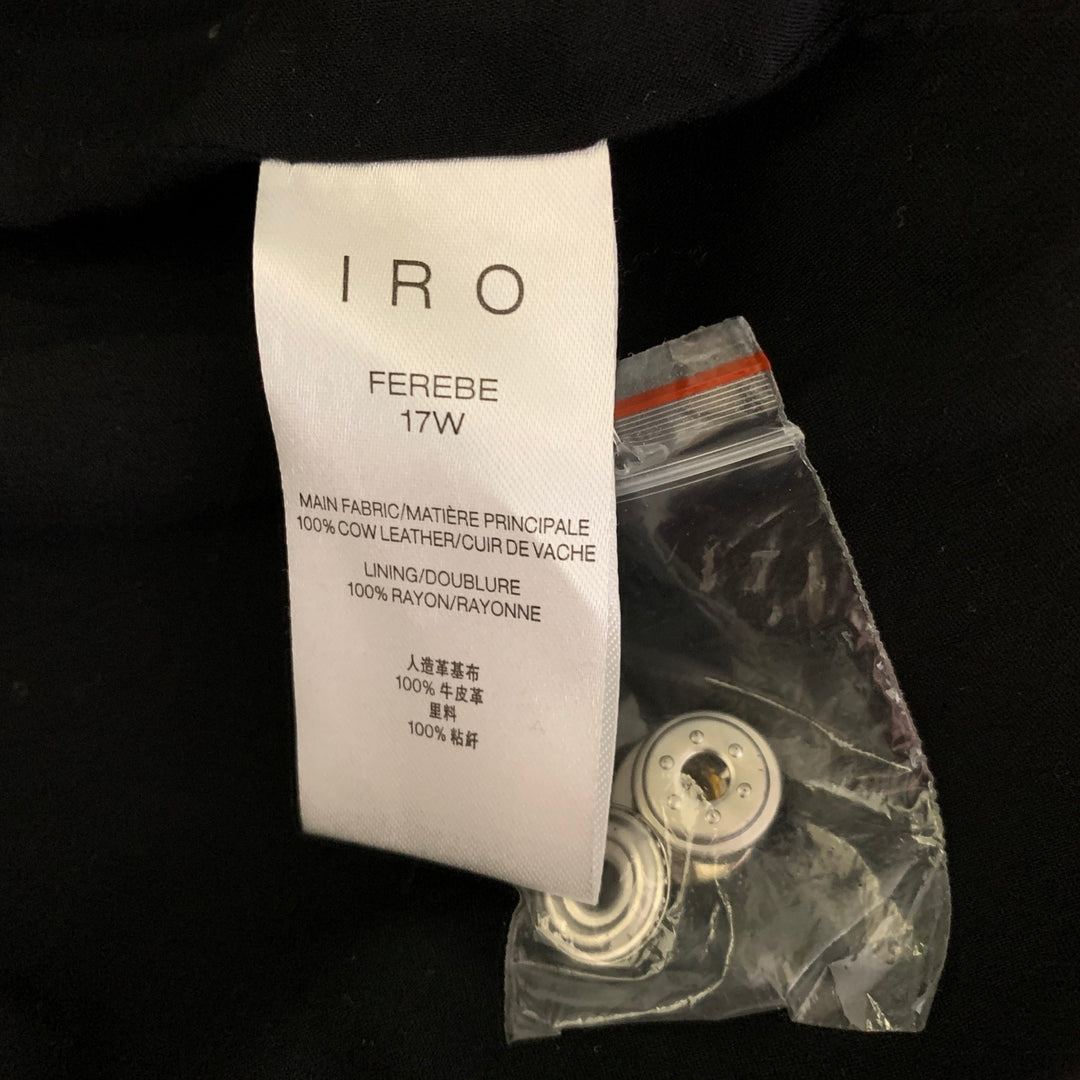 IRO
FEREBE
17W
MAIN FABRIC/MATIÈRE PRINCIPALE
100% COW LEATHER/CUIR DE VACHE
LINING/DOUBLURE
100% RAYON/RAYONNE
人造革基布
100% 牛皮革
里料
100% 粘釬